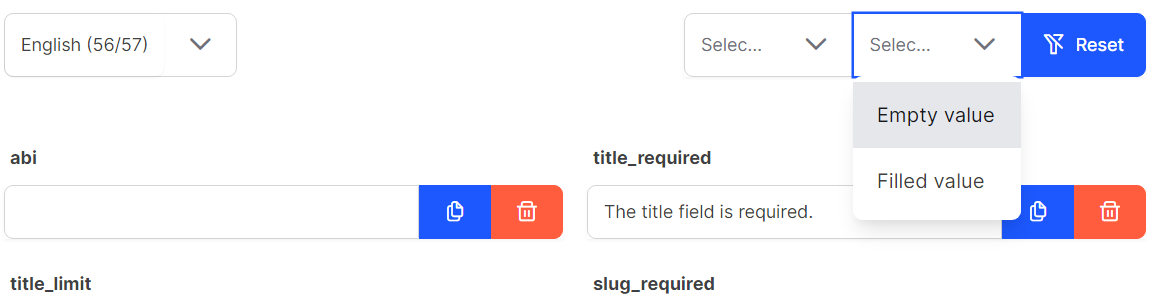 English (56/57)
Selec...
Selec...
Reset
Empty value
Filled value
abi
title_required
The title field is required.
title_limit
slug_required